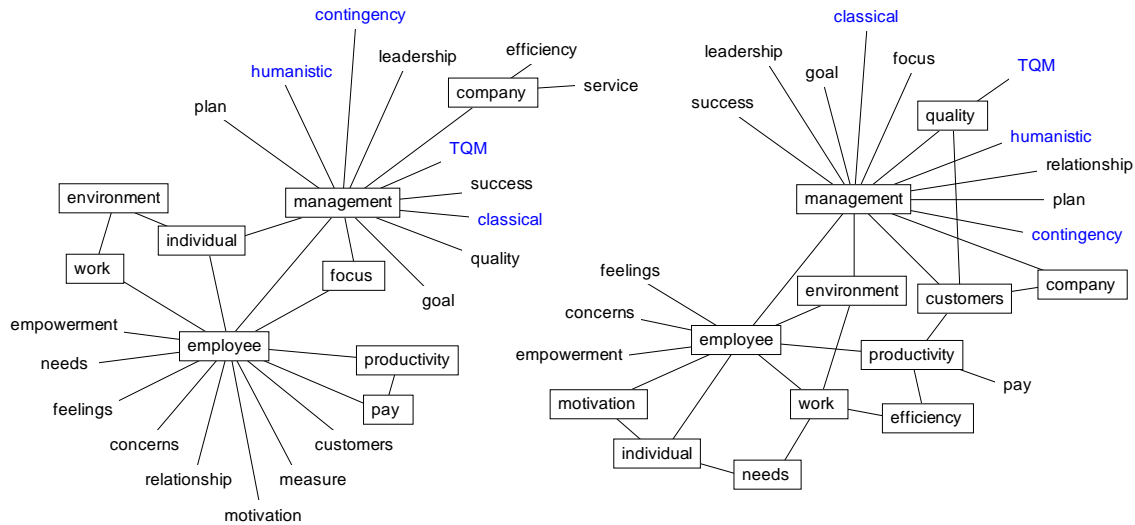 contingency
efficiency
leadership
humanistic
company
service
plan
TQM
success
environment
management
classical
individual
quality
work
focus
goal
empowerment
employee
productivity
needs
feelings
pay
concerns
customers
relationship
measure
motivation
classical
leadership
focus
goal
TQM
success
quality
humanistic
relationship
management
plan
contingency
feelings
environment
customers
company
concerns
employee
empowerment
productivity
pay
motivation
work
efficiency
individual
needs